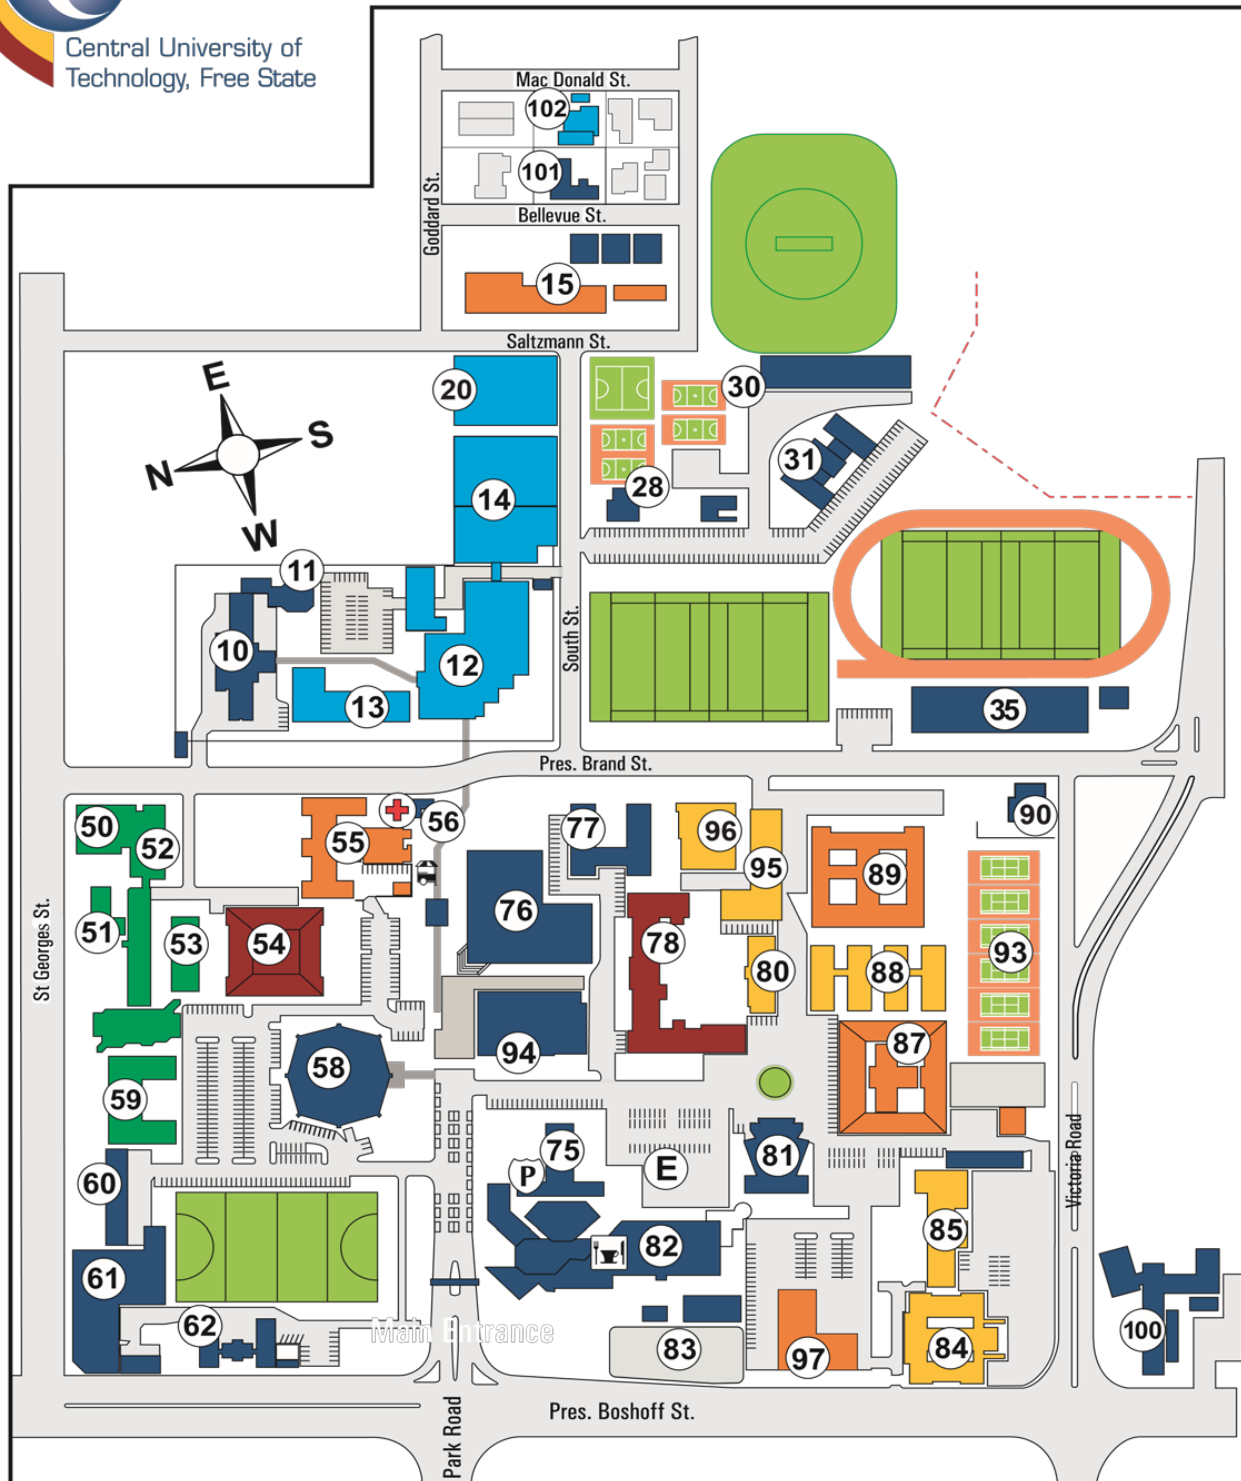 Central University of
Technology, Free State
Mac Donald St.
102
101
Goddard St.
Bellevue St.
15
Saltzmann St.
E
S
N
W
20
30
31
28
14
11
10
12
13
South St.
35
Pres. Brand St.
50
52
55
56
77
96
95
90
89
51
53
54
76
78
80
88
93
St Georges St.
58
94
87
59
75
P
E
81
60
Victoria Road
85
82
61
62
Main Entrance
83
97
84
100
Park Road
Pres. Boshoff St.